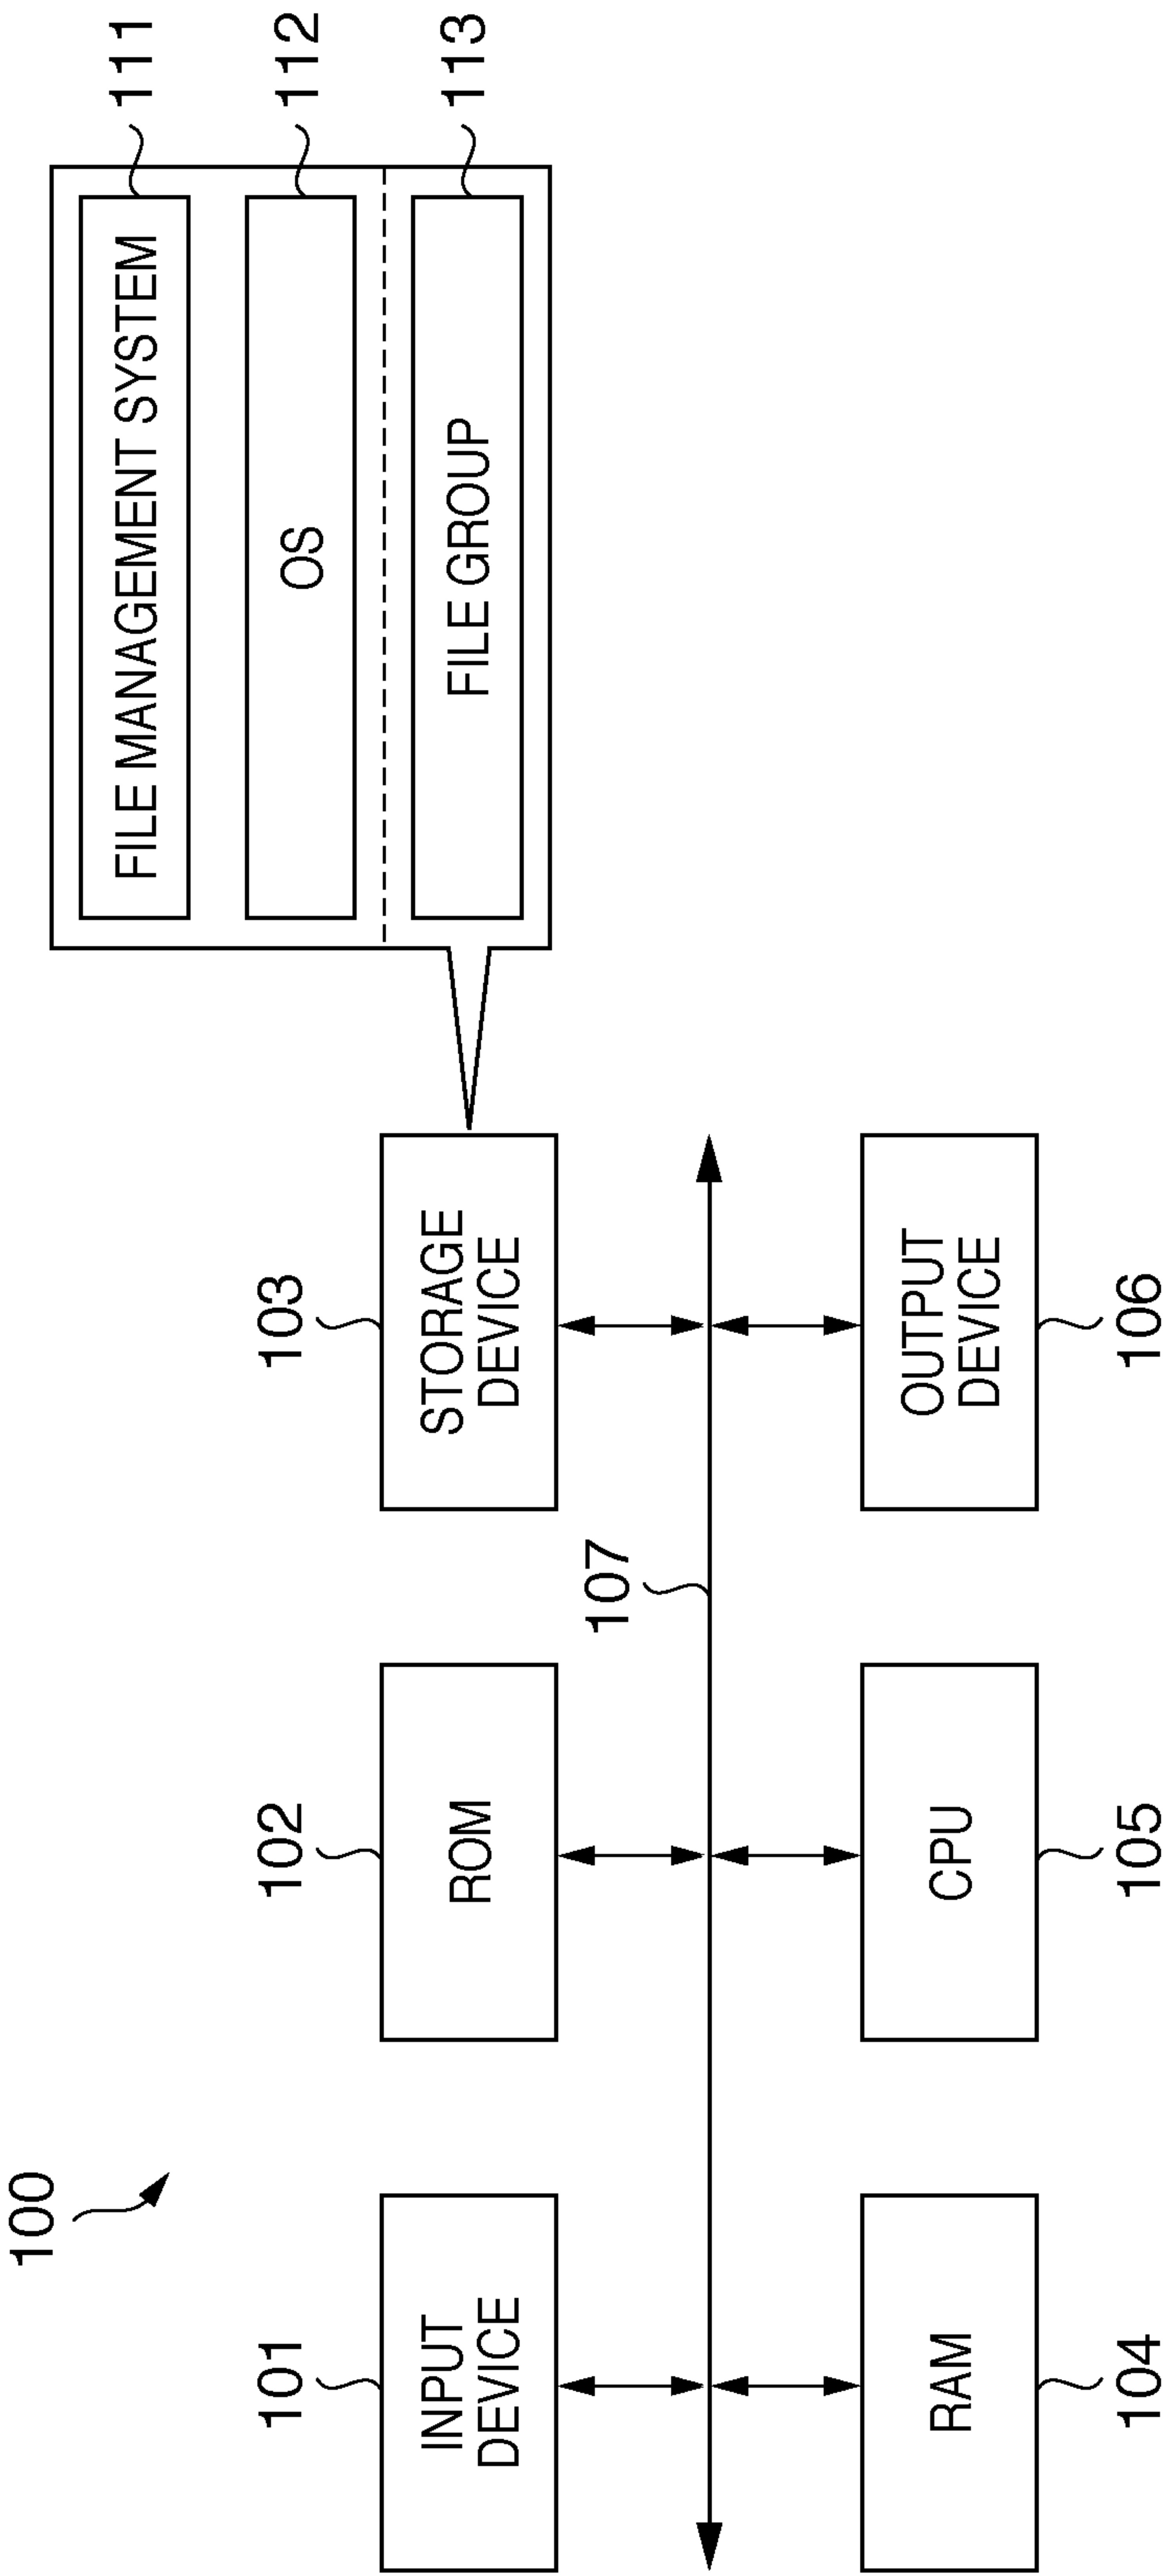 100
101
102
103
INPUT
DEVICE
ROM
STORAGE
DEVICE
107
RAM
CPU
OUTPUT
DEVICE
104
105
106
FILE MANAGEMENT SYSTEM
111
OS
112
FILE GROUP
113